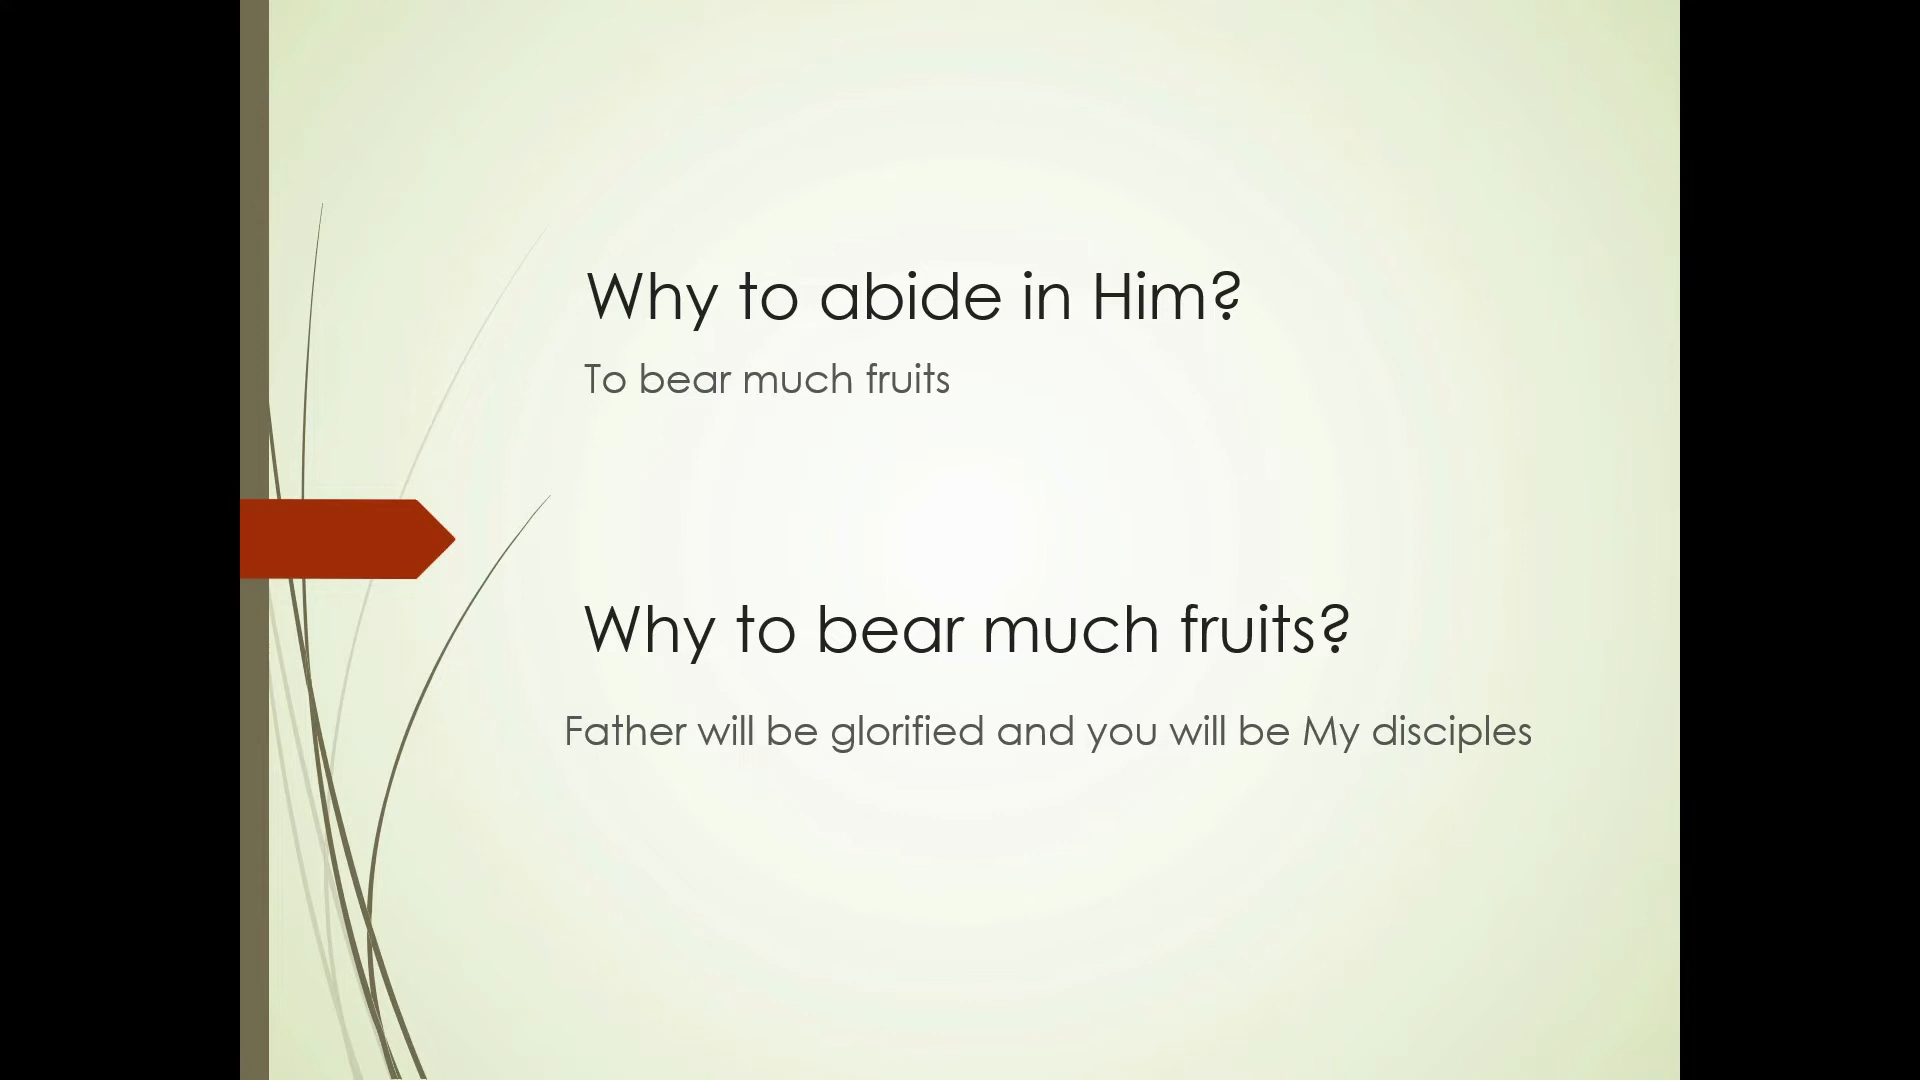 Why to abide in Him?
To bear much fruits
Why to bear much fruits?
Father will be glorified and you will be My disciples